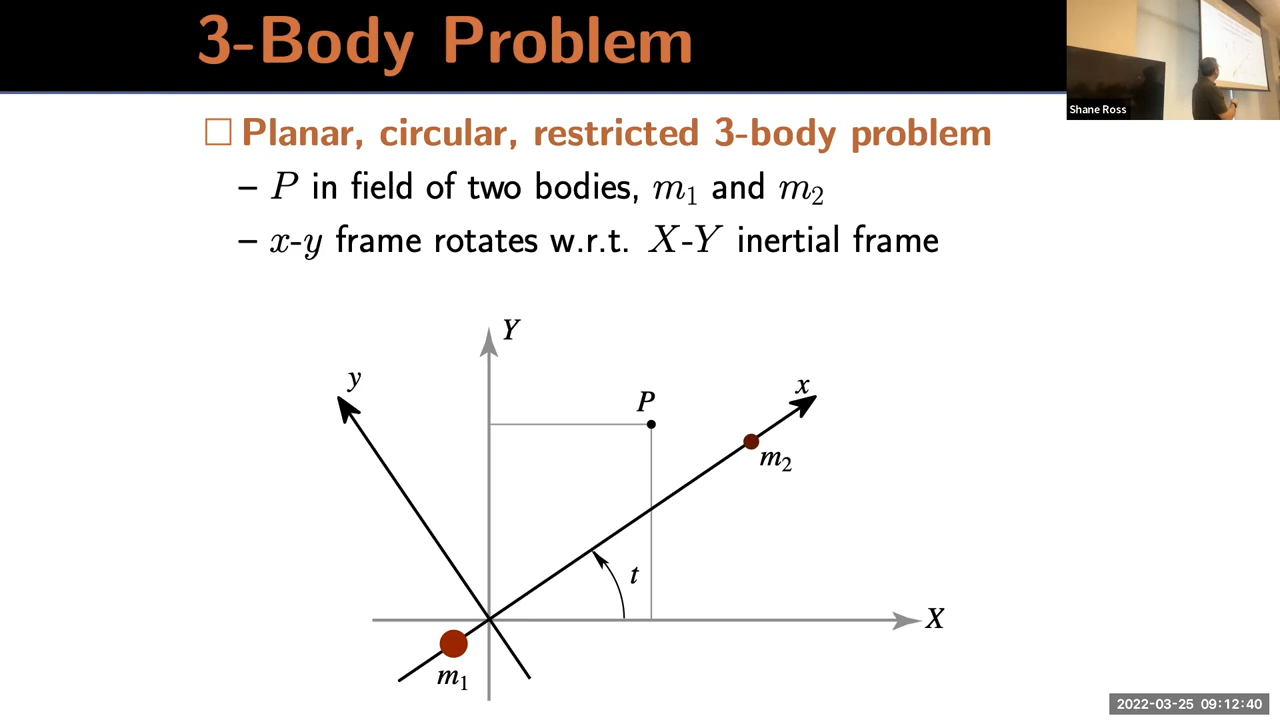 3-Body Problem
Shane Ross
□ Planar, circular, restricted 3-body problem
– P in field of two bodies, m₁ and m₂
– x-y frame rotates w.r.t. X-Y inertial frame
Y
y
x
P
m₂
t
X
m₁
2022-03-25 09:12:40